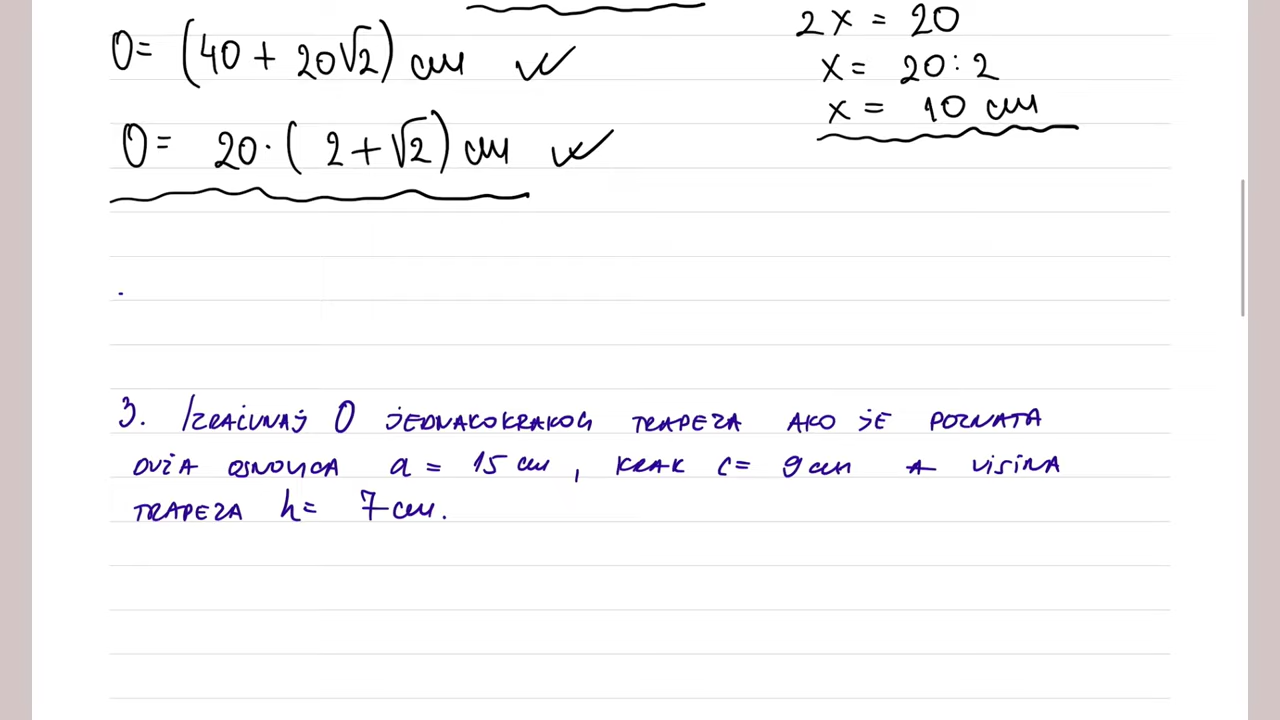 O= (40 + 20√2) cm
2x = 20
x= 20:2
x = 10 cm
O= 20·(2+√2) cm
3. IZRAČUNAJ O JEDNAKOKRAKOG TRAPEZA AKO JE POZNATA
DUŽA OSNOVICA a = 15 cm, KRAK c= 9 cm A VISINA
TRAPEZA h= 7 cm.